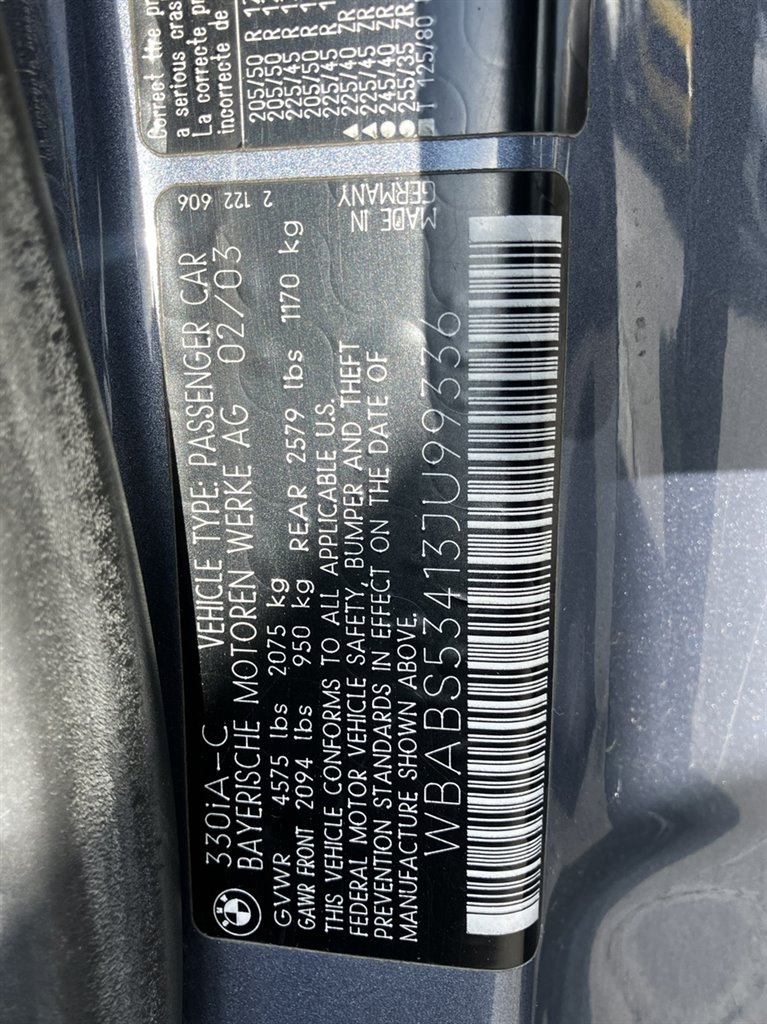 Correct tire pr
a serious cras
La correcte pr
incorrecte de
205/50 R
205/50 R
225/45 R
205/50 R
225/45 R
225/40 ZR
225/45 ZR
245/40 ZR
255/35 ZR
T 125/80
330iA-C VEHICLE TYPE: PASSENGER CAR 2 122 606
BAYERISCHE MOTOREN WERKE AG 02/03
GVWR 4575 lbs 2075 kg
GAWR FRONT 2094 lbs 950 kg REAR 2579 lbs 1170 kg
THIS VEHICLE CONFORMS TO ALL APPLICABLE U.S.
FEDERAL MOTOR VEHICLE SAFETY, BUMPER AND THEFT
PREVENTION STANDARDS IN EFFECT ON THE DATE OF
MANUFACTURE SHOWN ABOVE.
MADE IN
GERMANY
WBABS53413JU99336